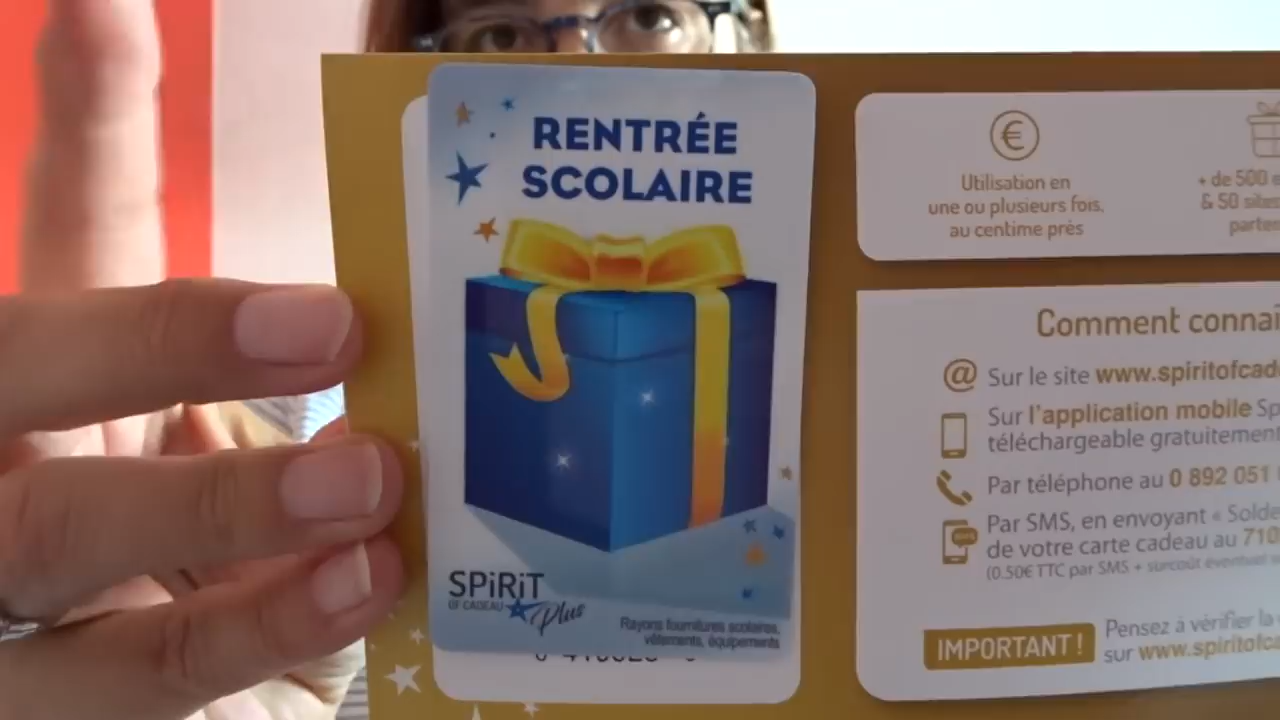 RENTRÉE
SCOLAIRE
SPiRiT
OF CADEAU
Plus
Rayons fournitures scolaires,
vêtements, équipements
Utilisation en
une ou plusieurs fois,
au centime près
+ de 500
& 50 sites
Comment
@ Sur le site www.spiritofcad
Sur l'application mobile
téléchargeable gratuitement
Par téléphone au 0 892 051
Par SMS, en envoyant « Solde
de votre carte cadeau au 710
(0.50€ TTC par SMS + surcoût éventuel
IMPORTANT !
Pensez à vérifier la
sur www.spiritofc